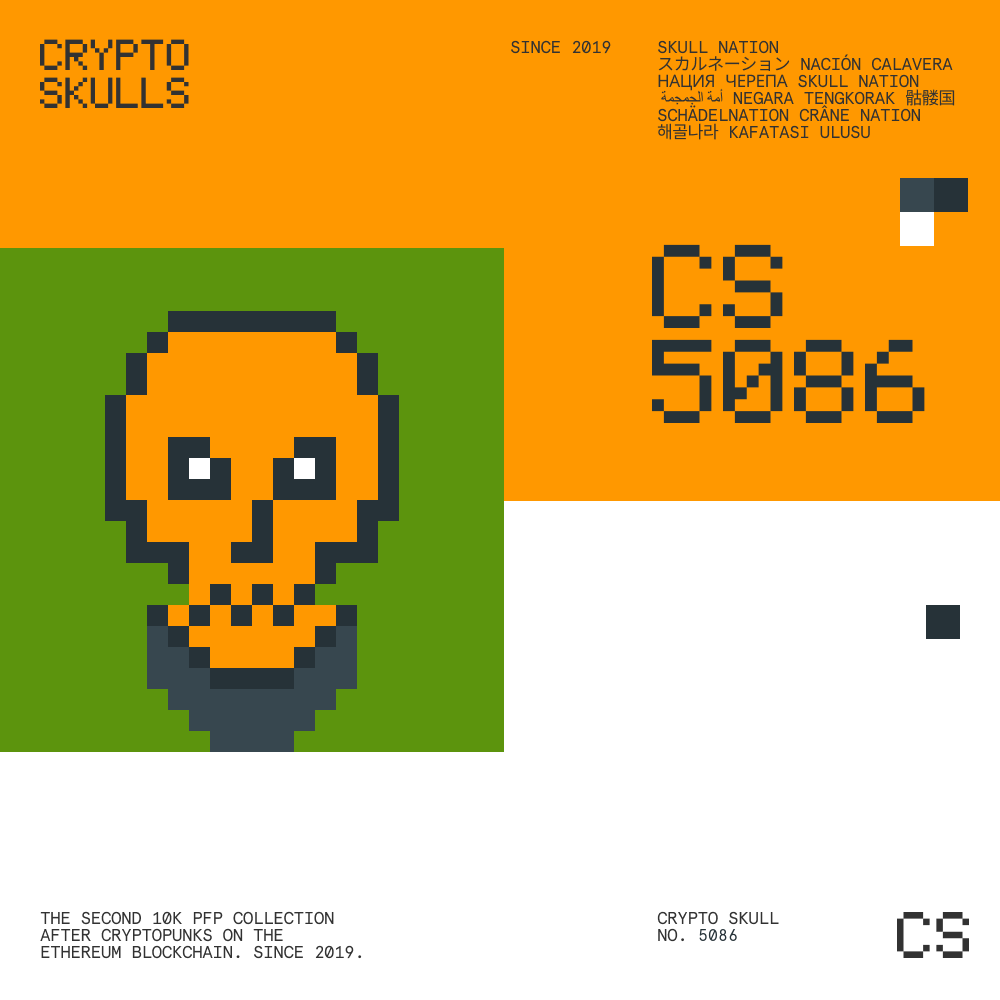 CRYPTO
SKULLS
SINCE 2019
SKULL NATION
スカルネーション NACIÓN CALAVERA
НАЦИЯ ЧЕРЕПА SKULL NATION
أمة الجمجمة NEGARA TENGKORAK 骷髅国
SCHÄDELNATION CRÂNE NATION
해골나라 KAFATASI ULUSU
CS
5086
THE SECOND 10K PFP COLLECTION
AFTER CRYPTOPUNKS ON THE
ETHEREUM BLOCKCHAIN. SINCE 2019.
CRYPTO SKULL
NO. 5086
CS